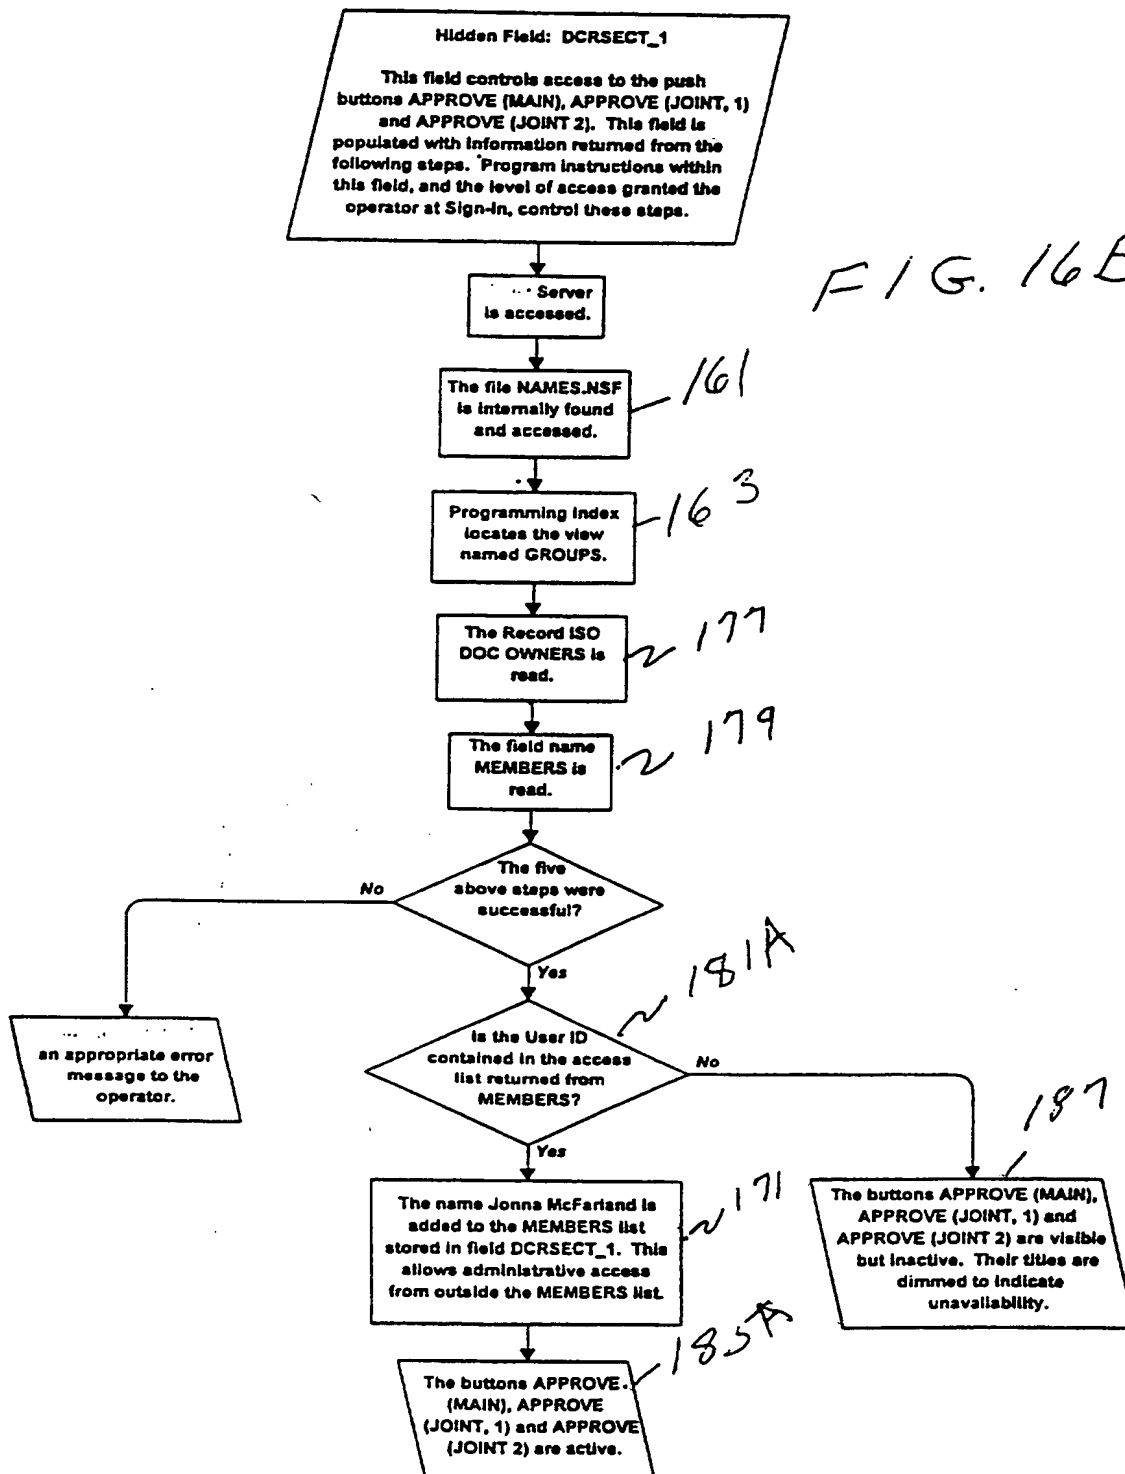 Hidden Field: DCRSECT_1
This field controls access to the push
buttons APPROVE (MAIN), APPROVE (JOINT, 1)
and APPROVE (JOINT 2). This field is
populated with information returned from the
following steps. Program instructions within
this field, and the level of access granted the
operator at Sign-In, control these steps.
FIG. 16B
Server
is accessed.
The file NAMES.NSF
is internally found
and accessed.
161
Programming index
locates the view
named GROUPS.
163
The Record ISO
DOC OWNERS is
read.
177
The field name
MEMBERS is
read.
179
The five
above steps were
successful?
No
Yes
an appropriate error
message to the
operator.
181A
Is the User ID
contained in the access
list returned from
MEMBERS?
No
Yes
187
The buttons APPROVE (MAIN),
APPROVE (JOINT, 1) and
APPROVE (JOINT 2) are visible
but inactive. Their titles are
dimmed to indicate
unavailability.
The name Jonna McFarland is
added to the MEMBERS list
stored in field DCRSECT_1. This
allows administrative access
from outside the MEMBERS list.
171
185A
The buttons APPROVE
(MAIN), APPROVE
(JOINT, 1) and APPROVE
(JOINT 2) are active.